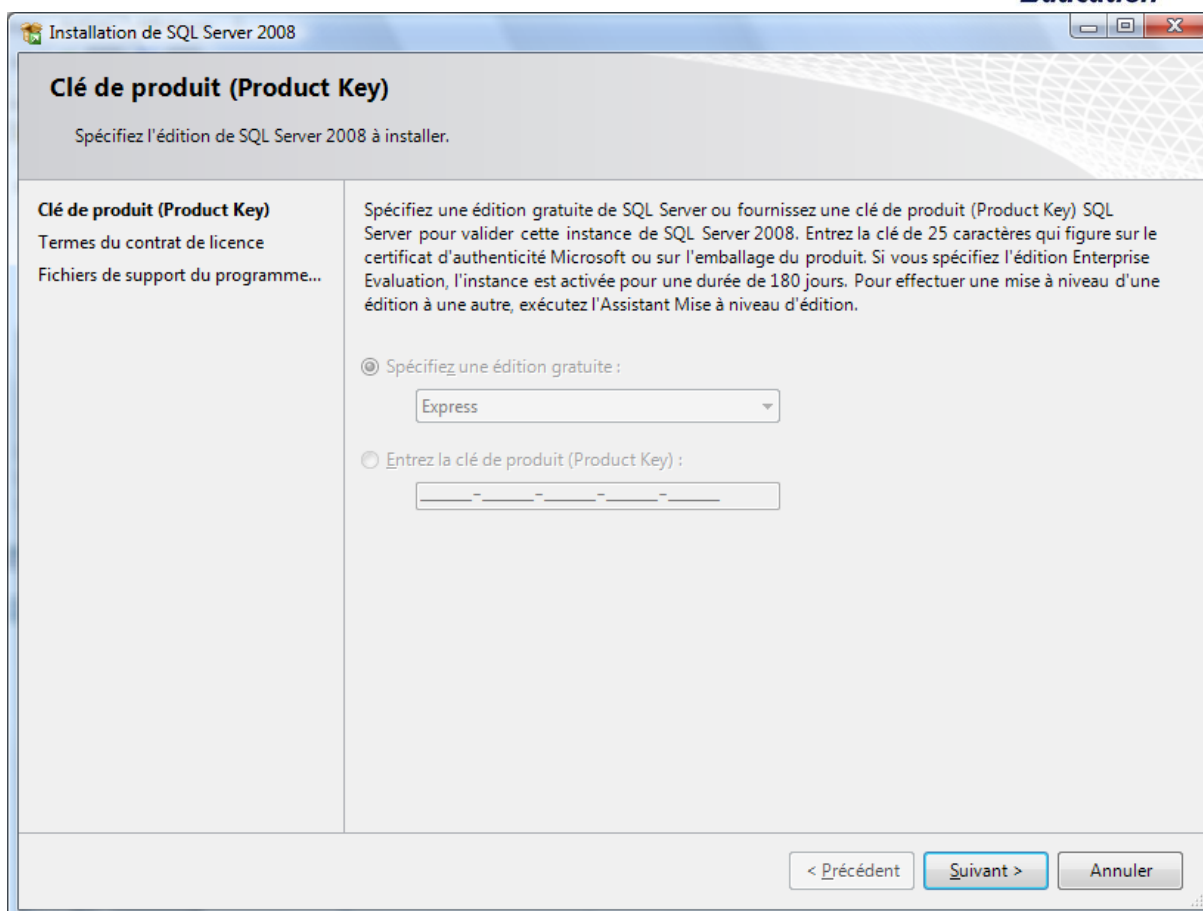 Installation de SQL Server 2008
Clé de produit (Product Key)
Spécifiez l'édition de SQL Server 2008 à installer.
Clé de produit (Product Key)
Termes du contrat de licence
Fichiers de support du programme...
Spécifiez une édition gratuite de SQL Server ou fournissez une clé de produit (Product Key) SQL
Server pour valider cette instance de SQL Server 2008. Entrez la clé de 25 caractères qui figure sur le
certificat d'authenticité Microsoft ou sur l'emballage du produit. Si vous spécifiez l'édition Enterprise
Evaluation, l'instance est activée pour une durée de 180 jours. Pour effectuer une mise à niveau d'une
édition à une autre, exécutez l'Assistant Mise à niveau d'édition.
Spécifiez une édition gratuite :
Express
Entrez la clé de produit (Product Key) :
_____-_____-_____-_____-_____
< Précédent
Suivant >
Annuler